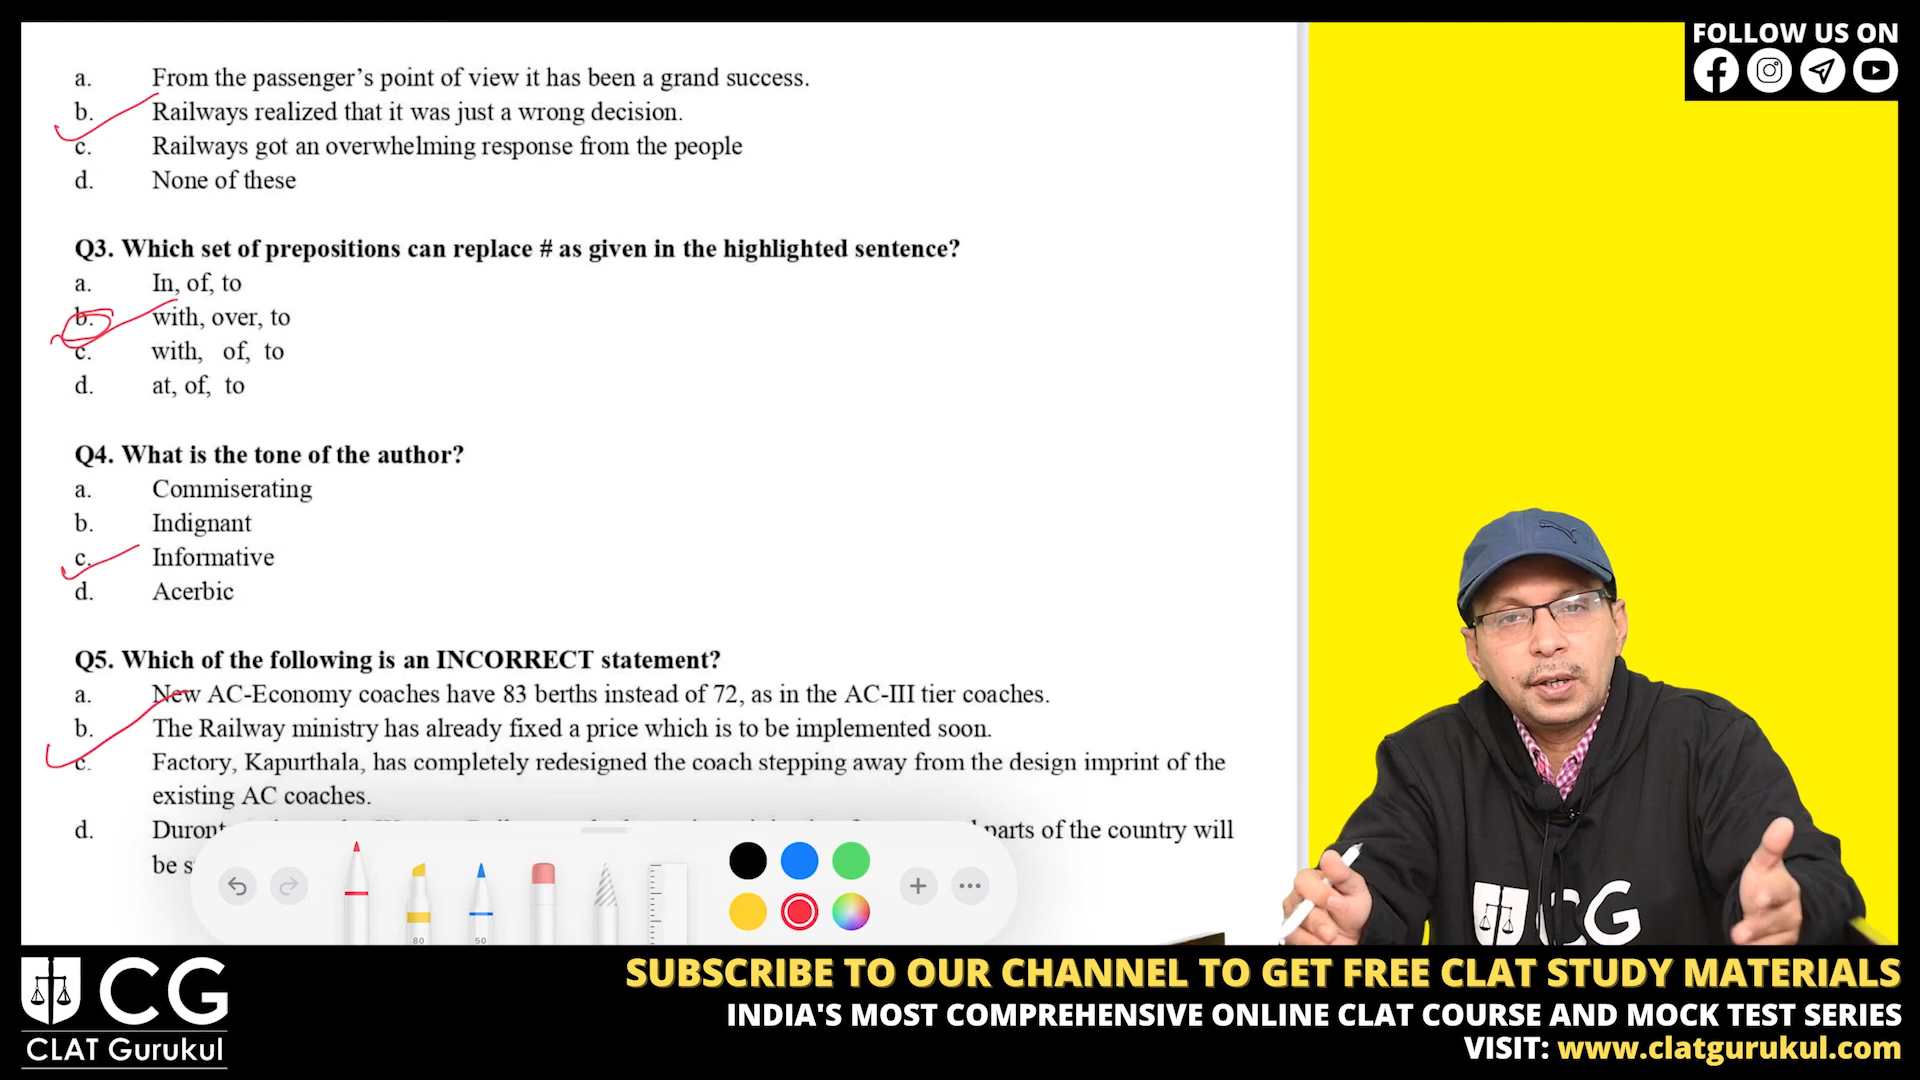 FOLLOW US ON
a. From the passenger’s point of view it has been a grand success.
b. Railways realized that it was just a wrong decision.
c. Railways got an overwhelming response from the people
d. None of these
Q3. Which set of prepositions can replace # as given in the highlighted sentence?
a. In, of, to
b. with, over, to
c. with, of, to
d. at, of, to
Q4. What is the tone of the author?
a. Commiserating
b. Indignant
c. Informative
d. Acerbic
Q5. Which of the following is an INCORRECT statement?
a. New AC-Economy coaches have 83 berths instead of 72, as in the AC-III tier coaches.
b. The Railway ministry has already fixed a price which is to be implemented soon.
c. Factory, Kapurthala, has completely redesigned the coach stepping away from the design imprint of the
existing AC coaches.
d. parts of the country will
be
80
50
CG
CG
CLAT Gurukul
SUBSCRIBE TO OUR CHANNEL TO GET FREE CLAT STUDY MATERIALS
INDIA'S MOST COMPREHENSIVE ONLINE CLAT COURSE AND MOCK TEST SERIES
VISIT: www.clatgurukul.com